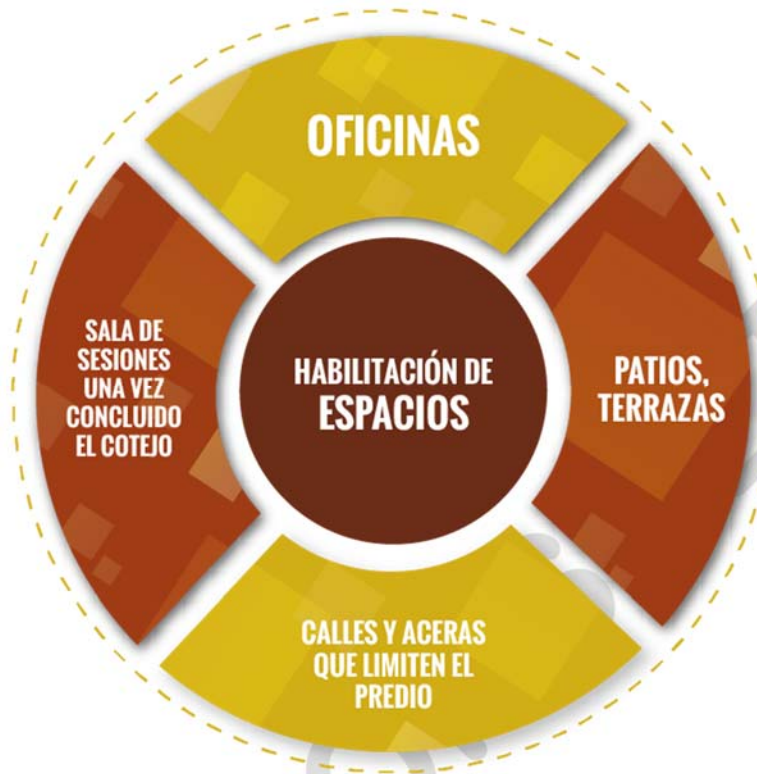 OFICINAS
SALA DE
SESIONES
UNA VEZ
CONCLUIDO
EL COTEJO
HABILITACIÓN DE
ESPACIOS
PATIOS,
TERRAZAS
CALLES Y ACERAS
QUE LIMITEN EL
PREDIO